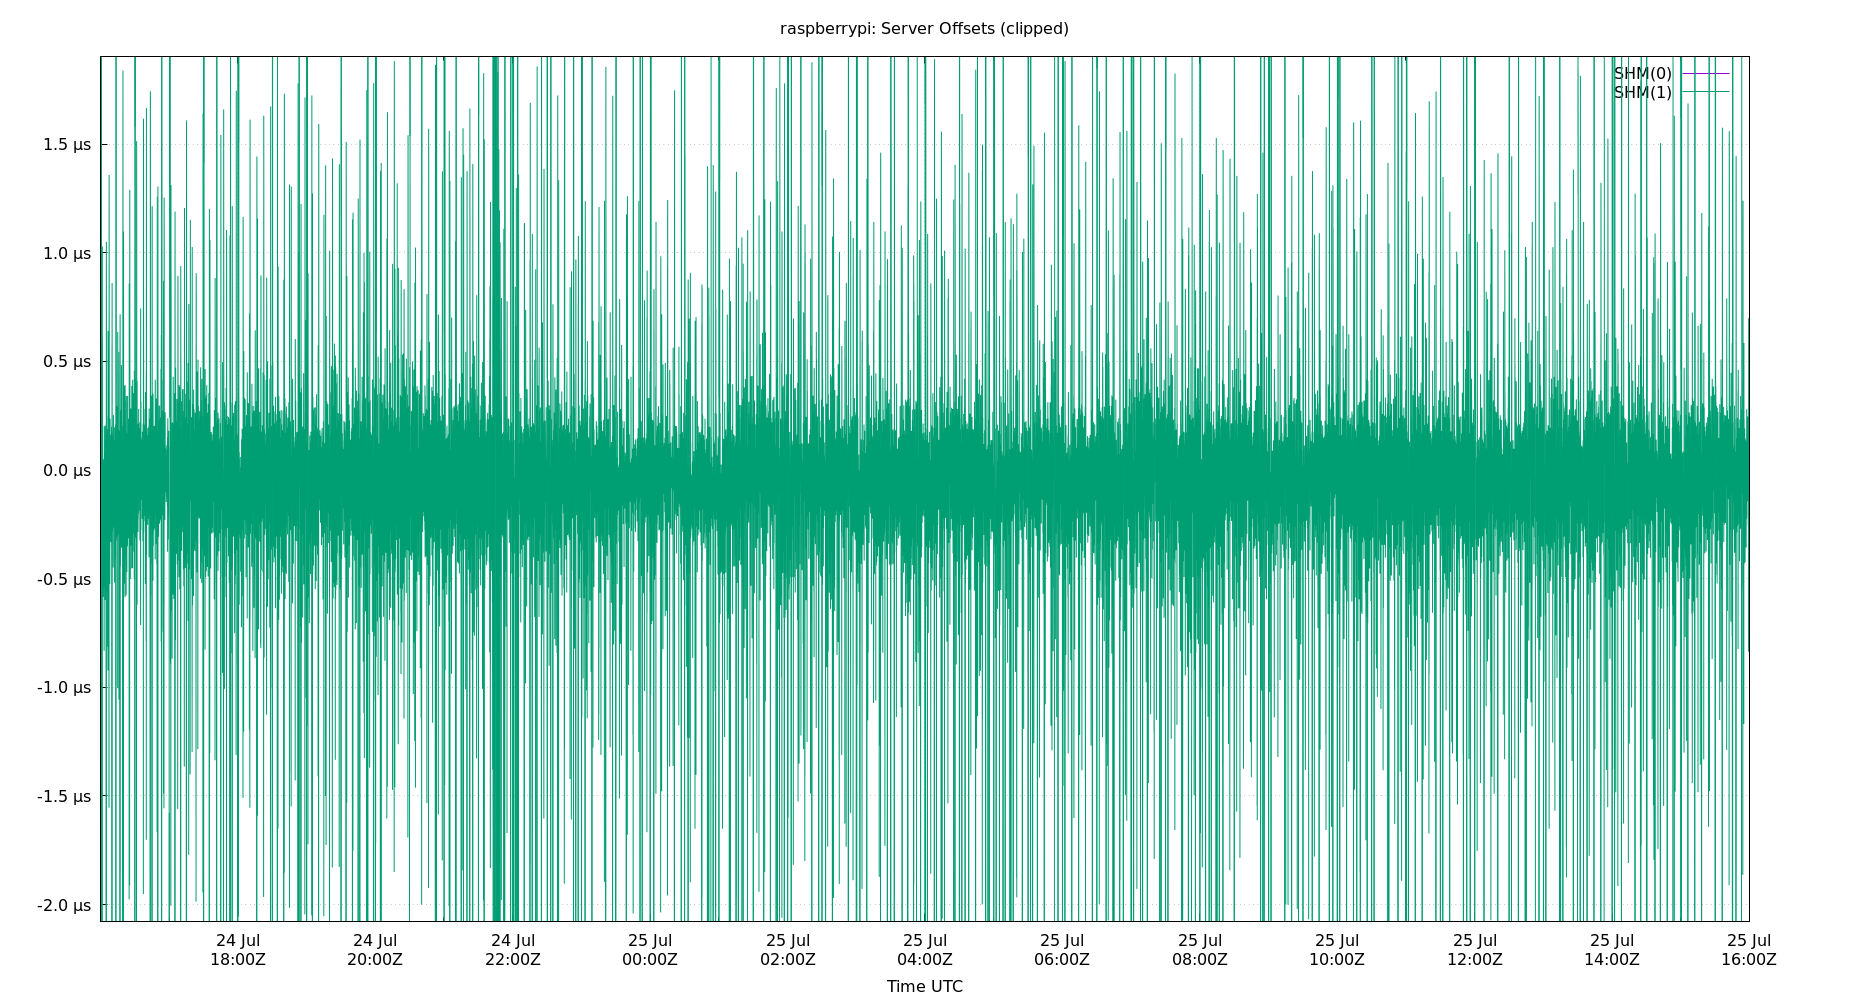 raspberrypi: Server Offsets (clipped)
SHM(0)
SHM(1)
1.5 µs
1.0 µs
0.5 µs
0.0 µs
-0.5 µs
-1.0 µs
-1.5 µs
-2.0 µs
24 Jul 24 Jul 24 Jul 25 Jul 25 Jul 25 Jul 25 Jul 25 Jul 25 Jul 25 Jul 25 Jul 25 Jul
18:00Z 20:00Z 22:00Z 00:00Z 02:00Z 04:00Z 06:00Z 08:00Z 10:00Z 12:00Z 14:00Z 16:00Z
Time UTC